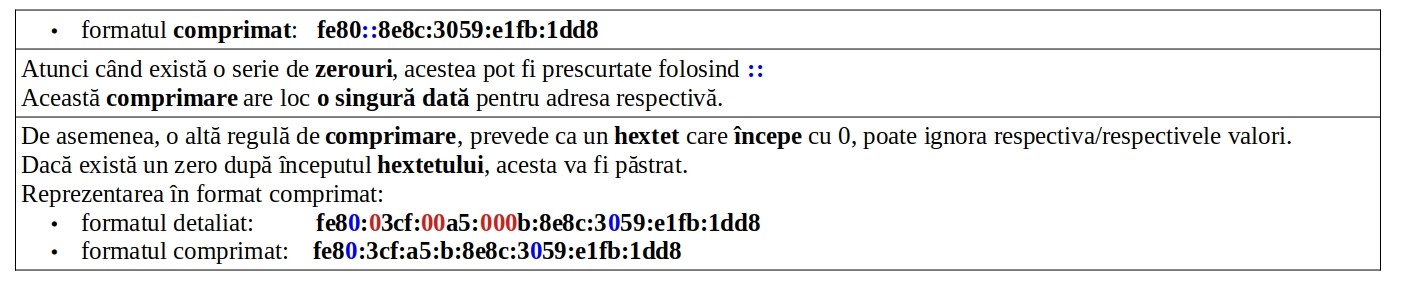 • formatul comprimat: fe80::8e8c:3059:e1fb:1dd8
Atunci când există o serie de zerouri, acestea pot fi prescurtate folosind ::
Această comprimare are loc o singură dată pentru adresa respectivă.
De asemenea, o altă regulă de comprimare, prevede ca un hextet care începe cu 0, poate ignora respectiva/respectivele valori.
Dacă există un zero după începutul hextetului, acesta va fi păstrat.
Reprezentarea în format comprimat:
• formatul detaliat: fe80:03cf:00a5:000b:8e8c:3059:e1fb:1dd8
• formatul comprimat: fe80:3cf:a5:b:8e8c:3059:e1fb:1dd8